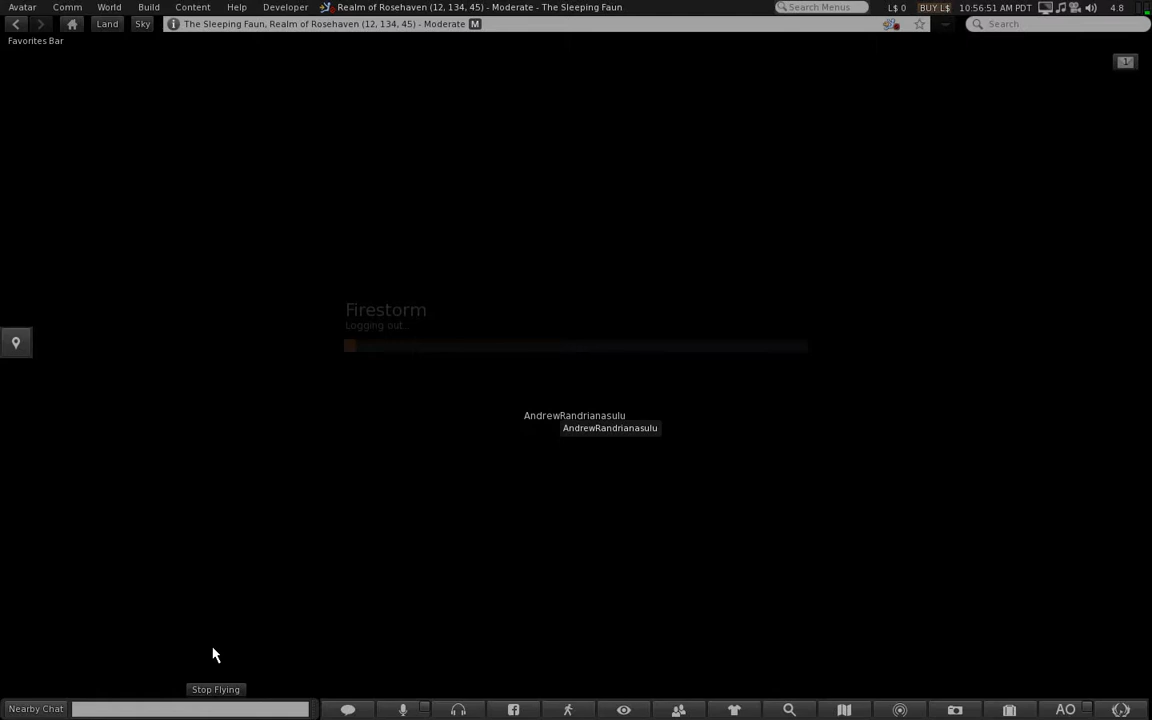 Avatar Comm World Build Content Help Developer Realm of Rosehaven (12, 134, 45) - Moderate - The Sleeping Faun Search Menus L$ 0 BUY L$ 10:56:51 AM PDT 4.8
Land Sky The Sleeping Faun, Realm of Rosehaven (12, 134, 45) - Moderate M Search
Favorites Bar
1
Firestorm
Logging out...
AndrewRandrianasulu
AndrewRandrianasulu
Stop Flying
Nearby Chat AO